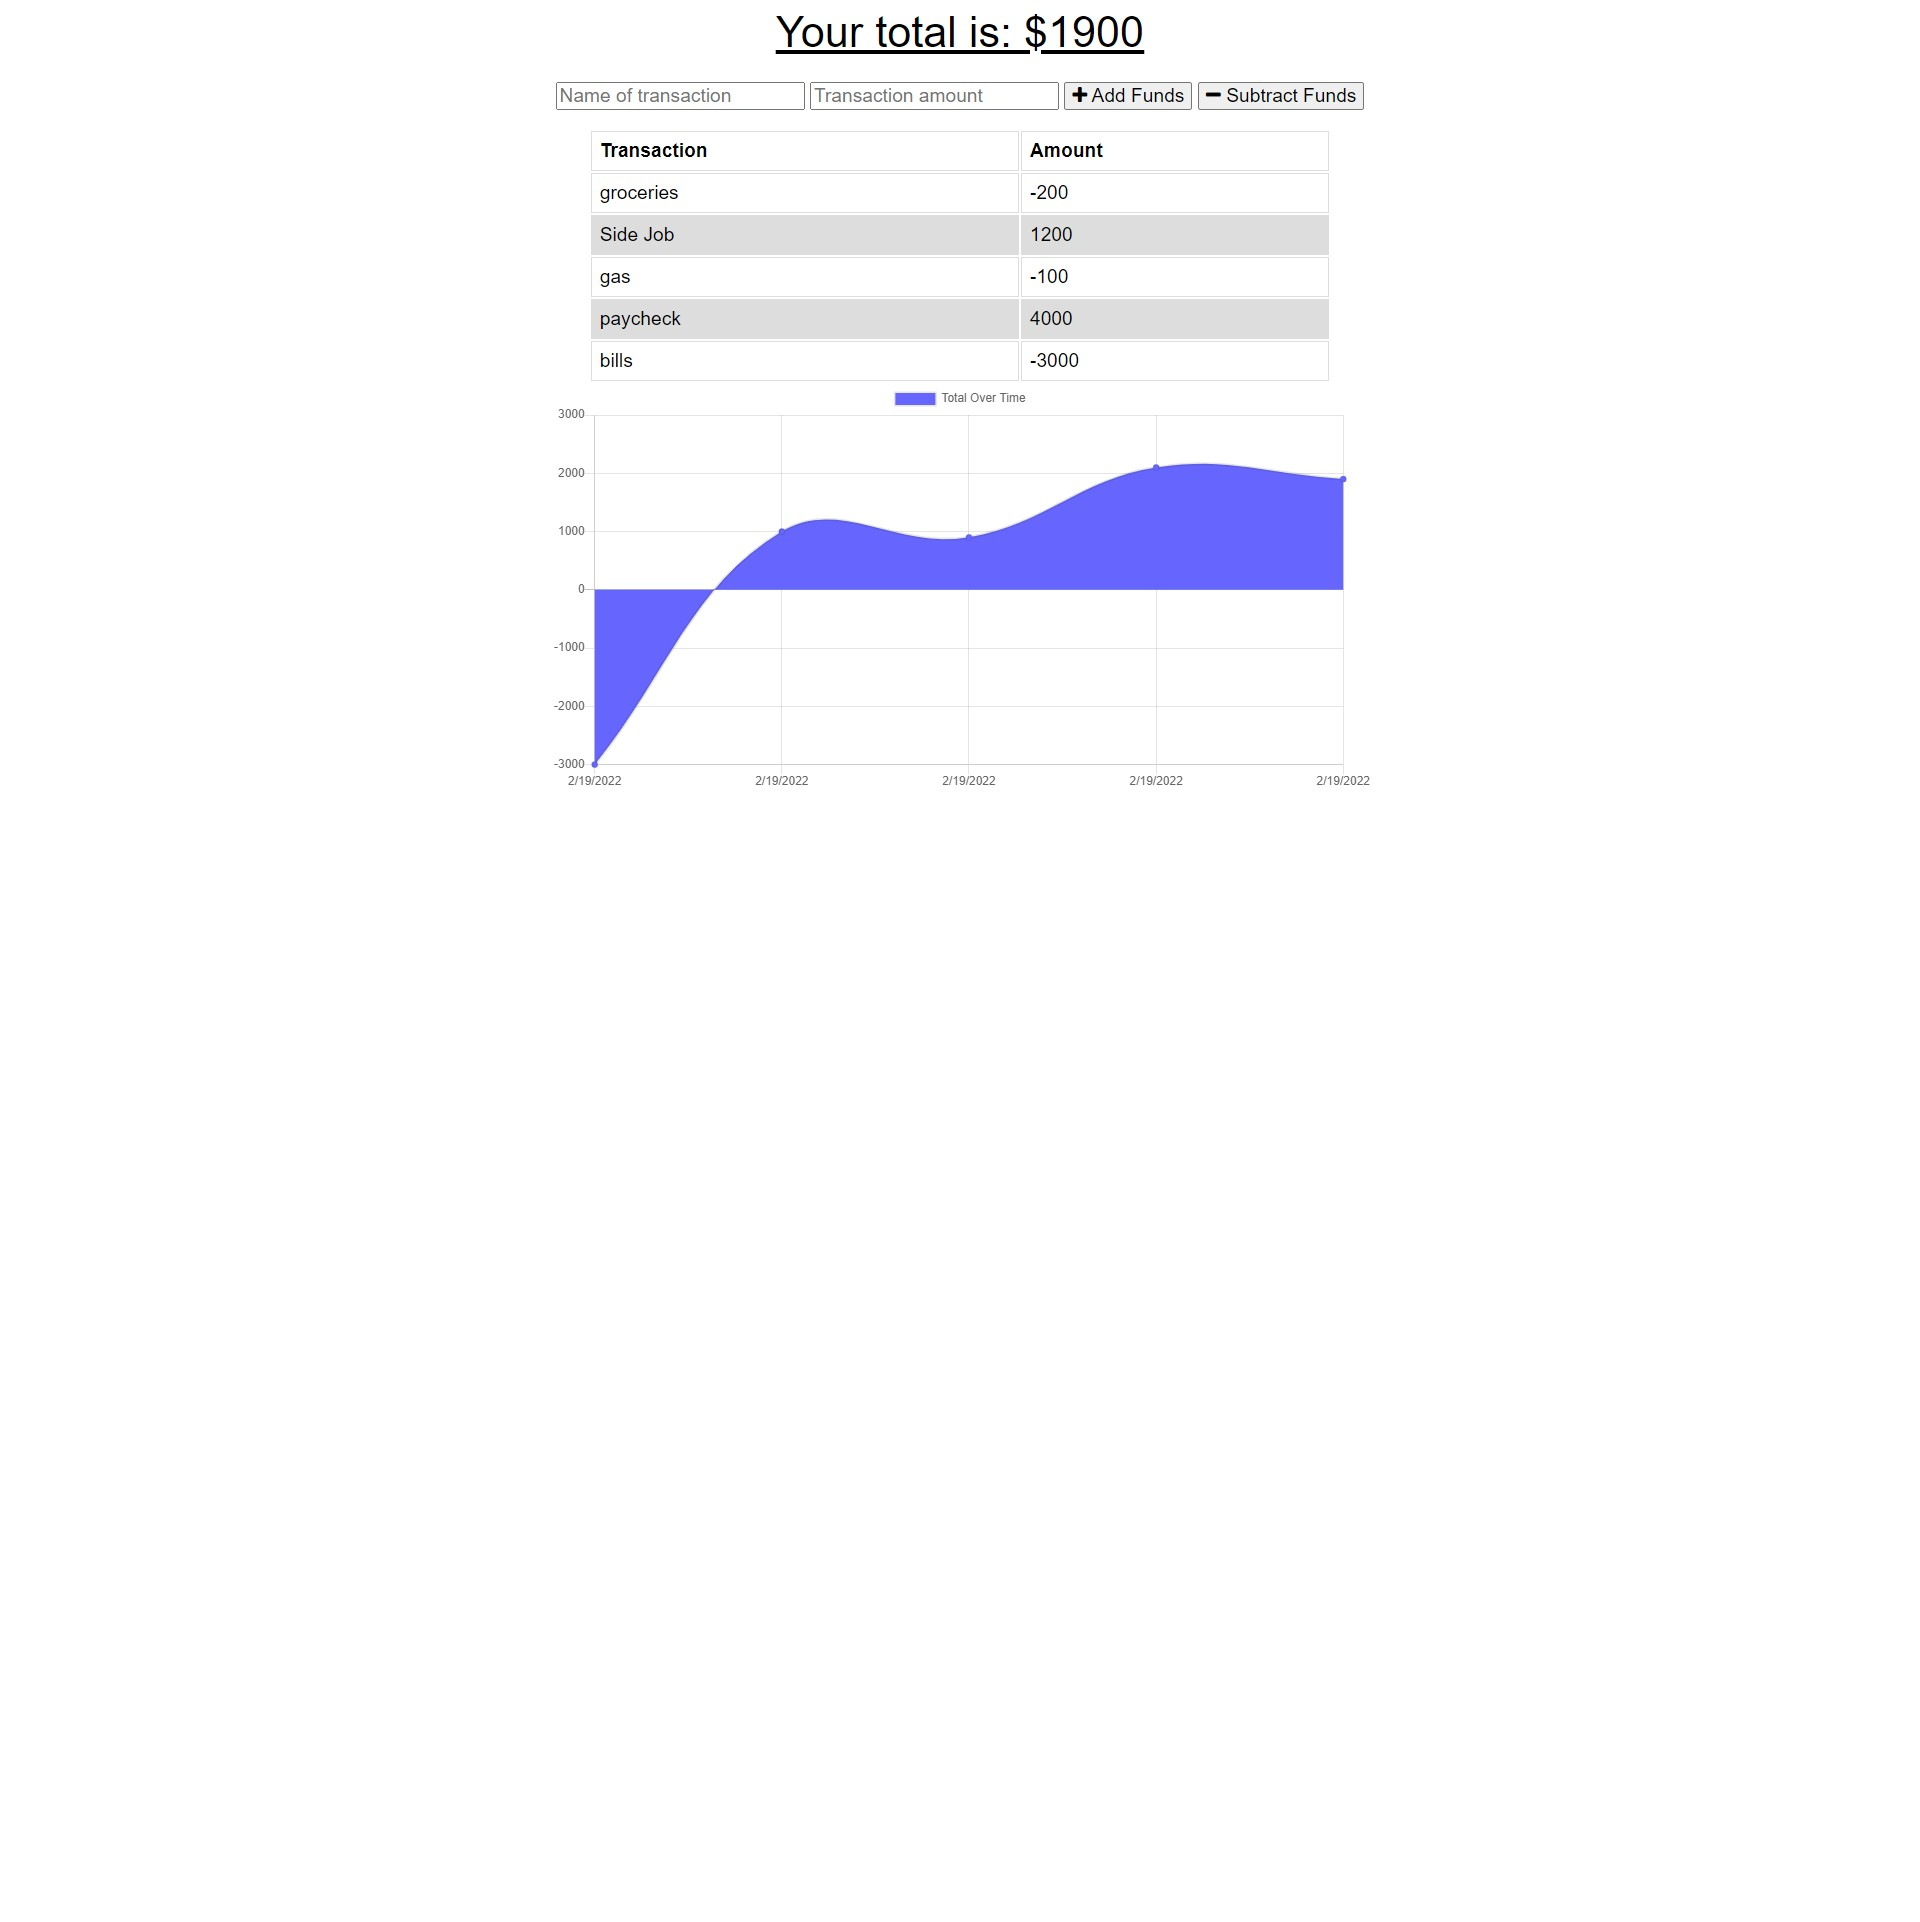 Your total is: $1900
Name of transaction Transaction amount Add Funds Subtract Funds
Transaction Amount
groceries -200
Side Job 1200
gas -100
paycheck 4000
bills -3000
Total Over Time
3000
2000
1000
0
-1000
-2000
-3000
2/19/2022 2/19/2022 2/19/2022 2/19/2022 2/19/2022